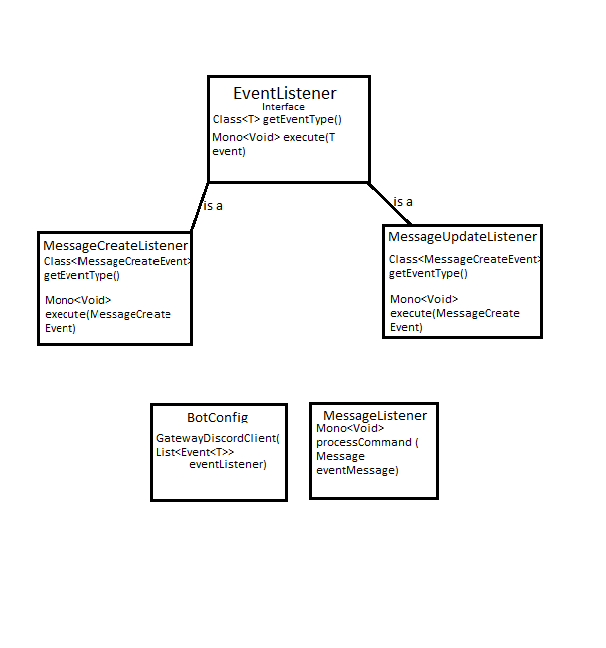 EventListener
Interface
Class<T> getEventType()
Mono<Void> execute(T
event)
is a
is a
MessageCreateListener
Class<MessageCreateEvent>
getEventType()
Mono<Void>
execute(MessageCreate
Event)
MessageUpdateListener
Class<MessageCreateEvent>
getEventType()
Mono<Void>
execute(MessageCreate
Event)
BotConfig
GatewayDiscordClient(
List<Event<T>>
eventListener)
MessageListener
Mono<Void>
processCommand (
Message
eventMessage)